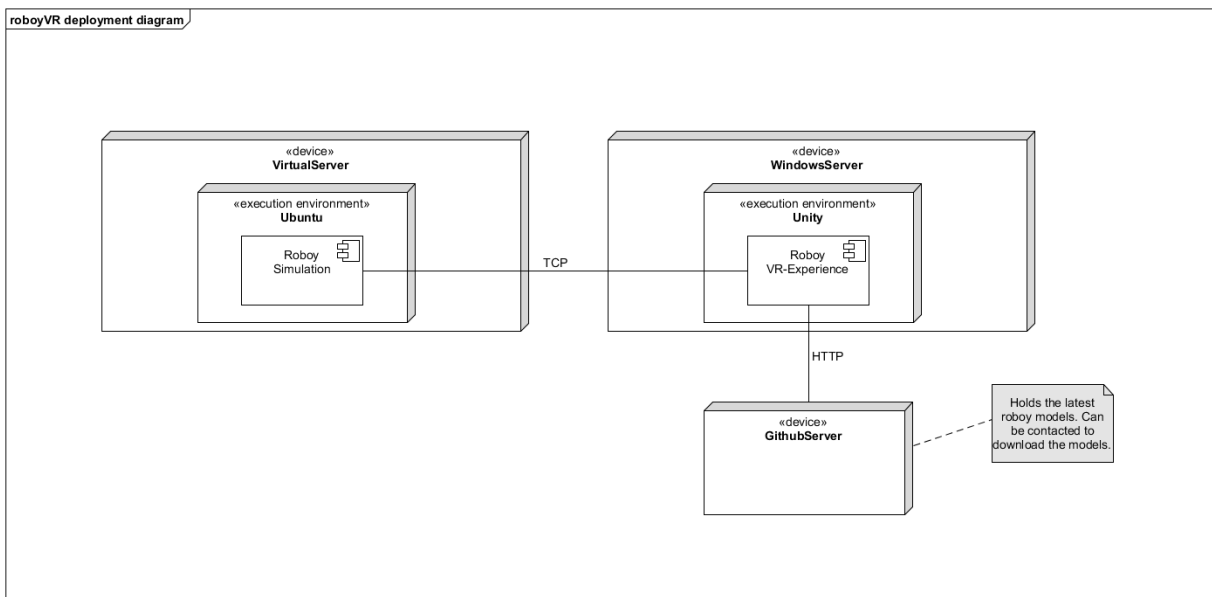 roboyVR deployment diagram
«device»
VirtualServer
«execution environment»
Ubuntu
Roboy
Simulation
TCP
«device»
WindowsServer
«execution environment»
Unity
Roboy
VR-Experience
HTTP
«device»
GithubServer
Holds the latest
roboy models. Can
be contacted to
download the models.